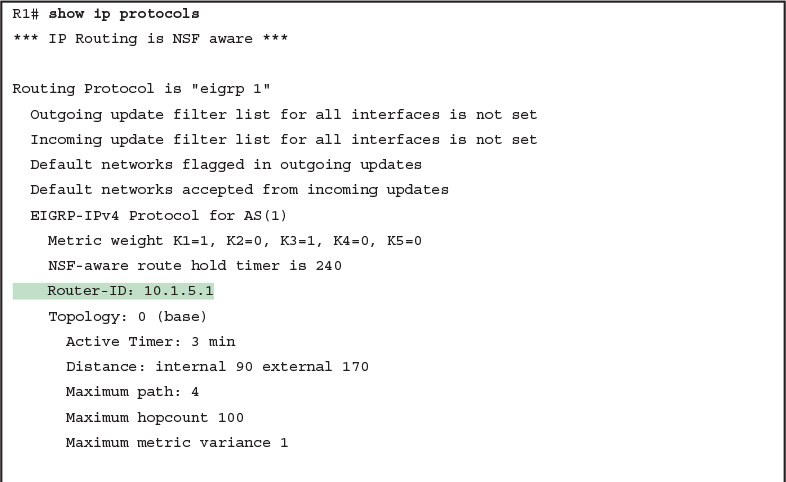 R1# show ip protocols
*** IP Routing is NSF aware ***
Routing Protocol is "eigrp 1"
Outgoing update filter list for all interfaces is not set
Incoming update filter list for all interfaces is not set
Default networks flagged in outgoing updates
Default networks accepted from incoming updates
EIGRP-IPv4 Protocol for AS(1)
Metric weight K1=1, K2=0, K3=1, K4=0, K5=0
NSF-aware route hold timer is 240
Router-ID: 10.1.5.1
Topology: 0 (base)
Active Timer: 3 min
Distance: internal 90 external 170
Maximum path: 4
Maximum hopcount 100
Maximum metric variance 1